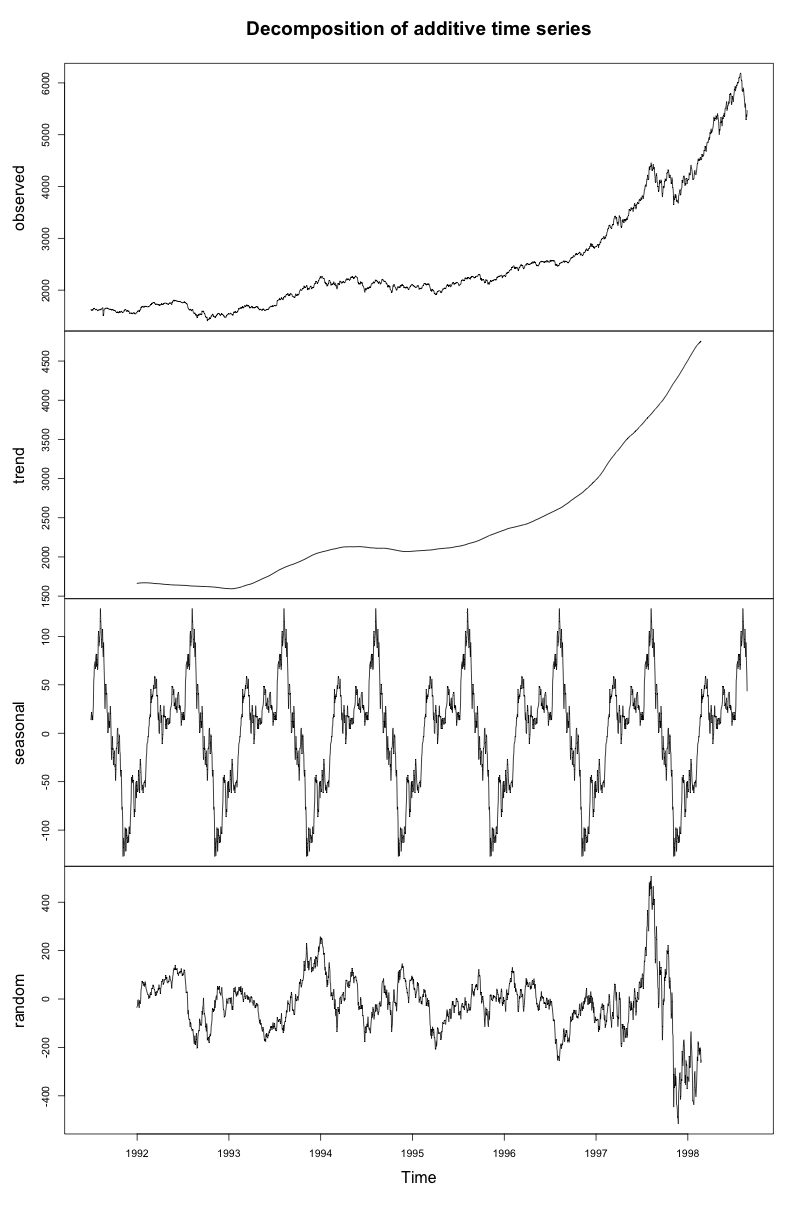 Decomposition of additive time series
observed
2000 3000 4000 5000 6000
trend
1500 2000 2500 3000 3500 4000 4500
seasonal
-100 -50 0 50 100
random
-400 -200 0 200 400
1992 1993 1994 1995 1996 1997 1998
Time